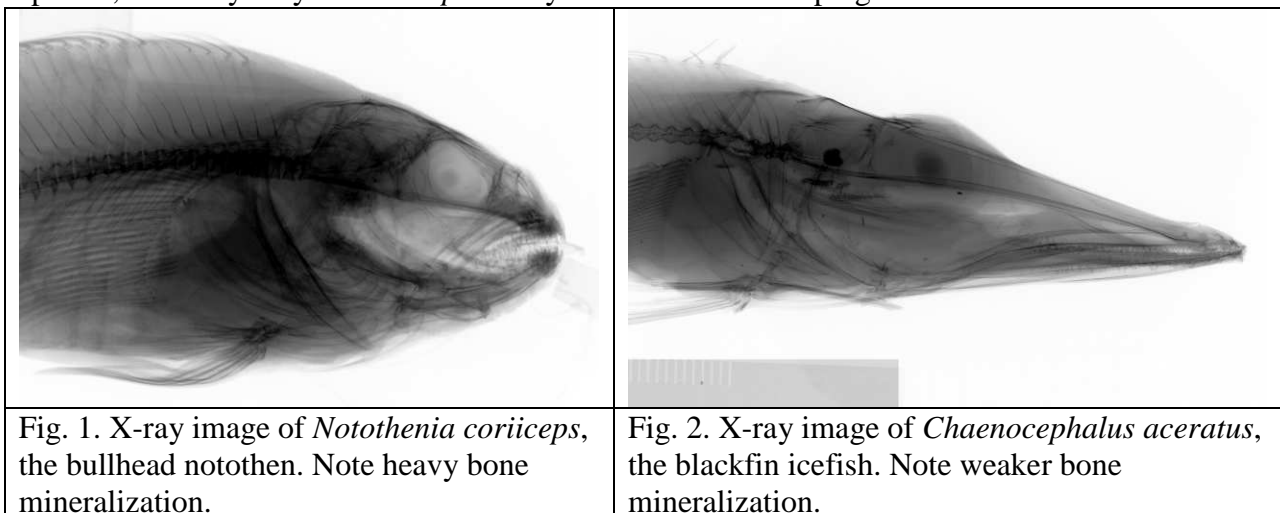 Fig. 1. X-ray image of Notothenia coriiceps,
the bullhead notothen. Note heavy bone
mineralization.
Fig. 2. X-ray image of Chaenocephalus aceratus,
the blackfin icefish. Note weaker bone
mineralization.